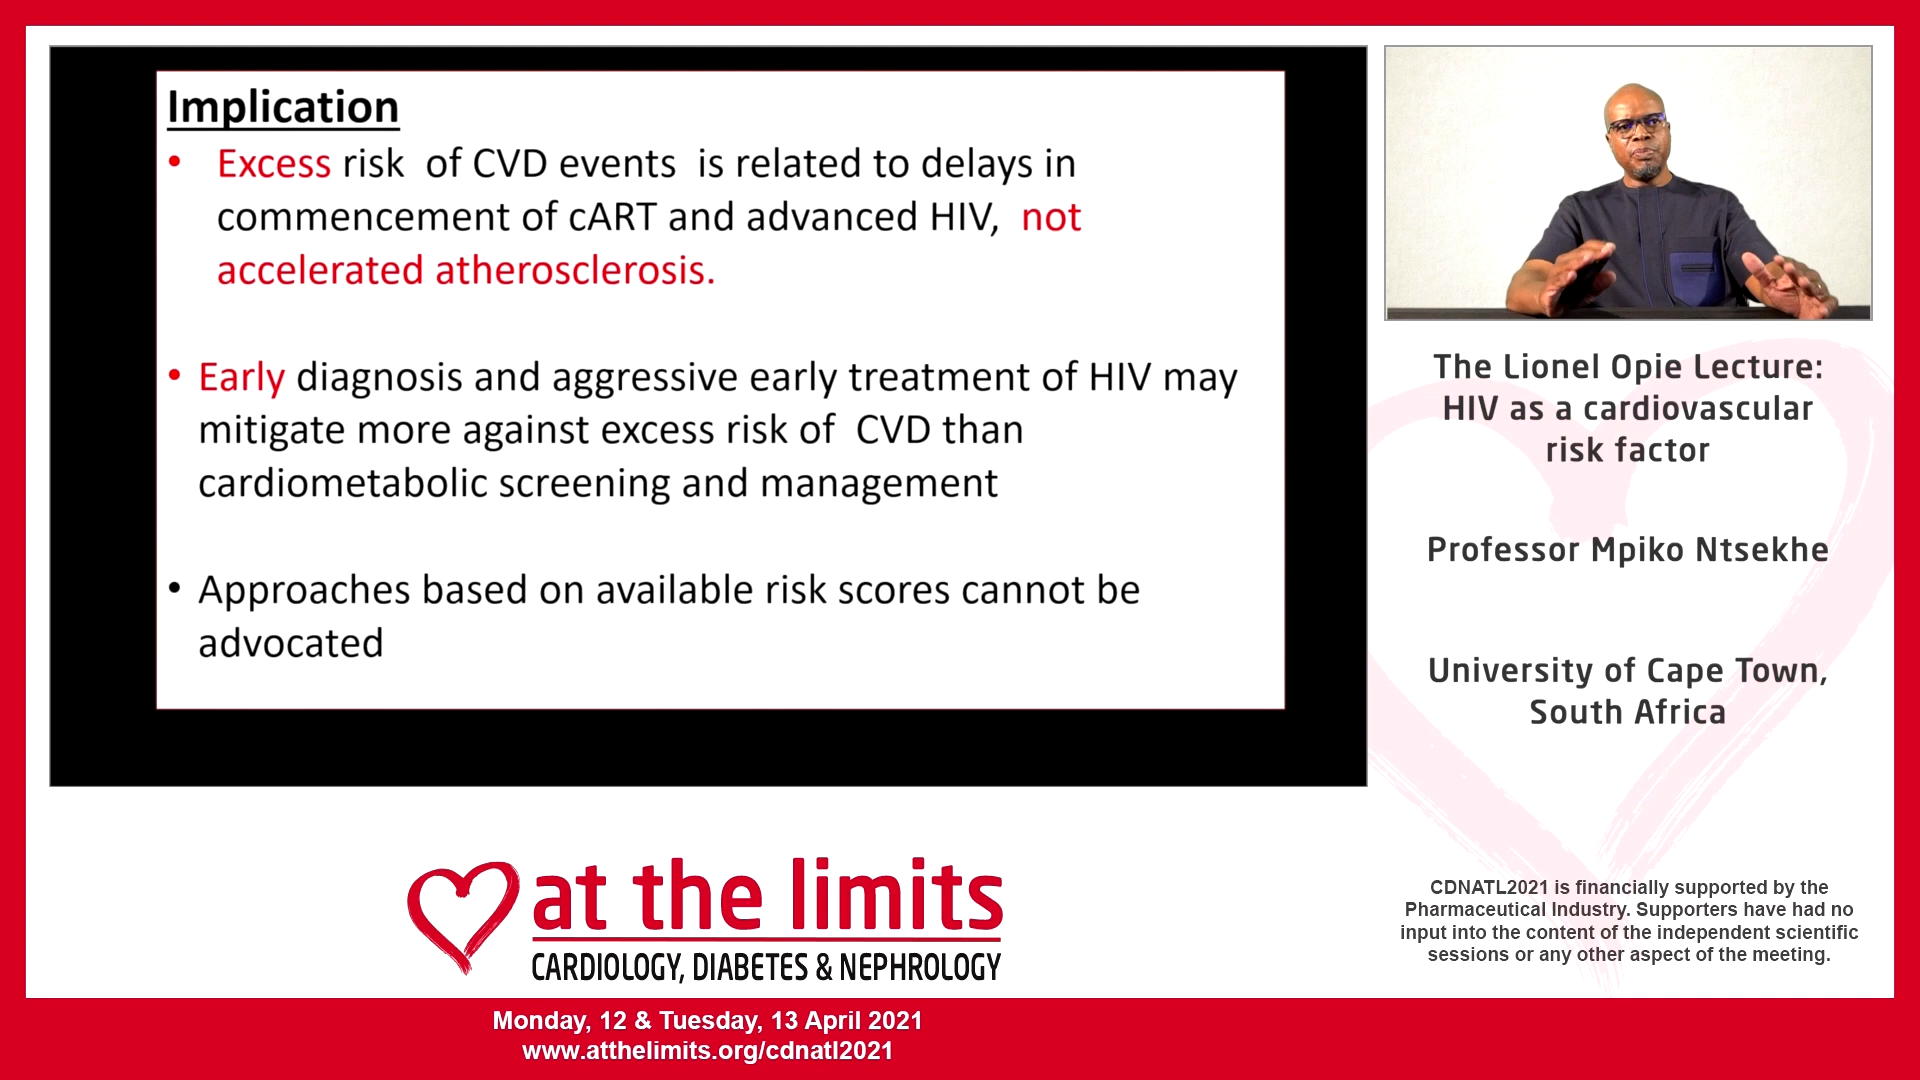 Implication
• Excess risk of CVD events is related to delays in
commencement of cART and advanced HIV, not
accelerated atherosclerosis.
• Early diagnosis and aggressive early treatment of HIV may
mitigate more against excess risk of CVD than
cardiometabolic screening and management
• Approaches based on available risk scores cannot be
advocated
The Lionel Opie Lecture:
HIV as a cardiovascular
risk factor
Professor Mpiko Ntsekhe
University of Cape Town,
South Africa
at the limits
CARDIOLOGY, DIABETES & NEPHROLOGY
CDNATL2021 is financially supported by the
Pharmaceutical Industry. Supporters have had no
input into the content of the independent scientific
sessions or any other aspect of the meeting.
Monday, 12 & Tuesday, 13 April 2021
www.atthelimits.org/cdnatl2021